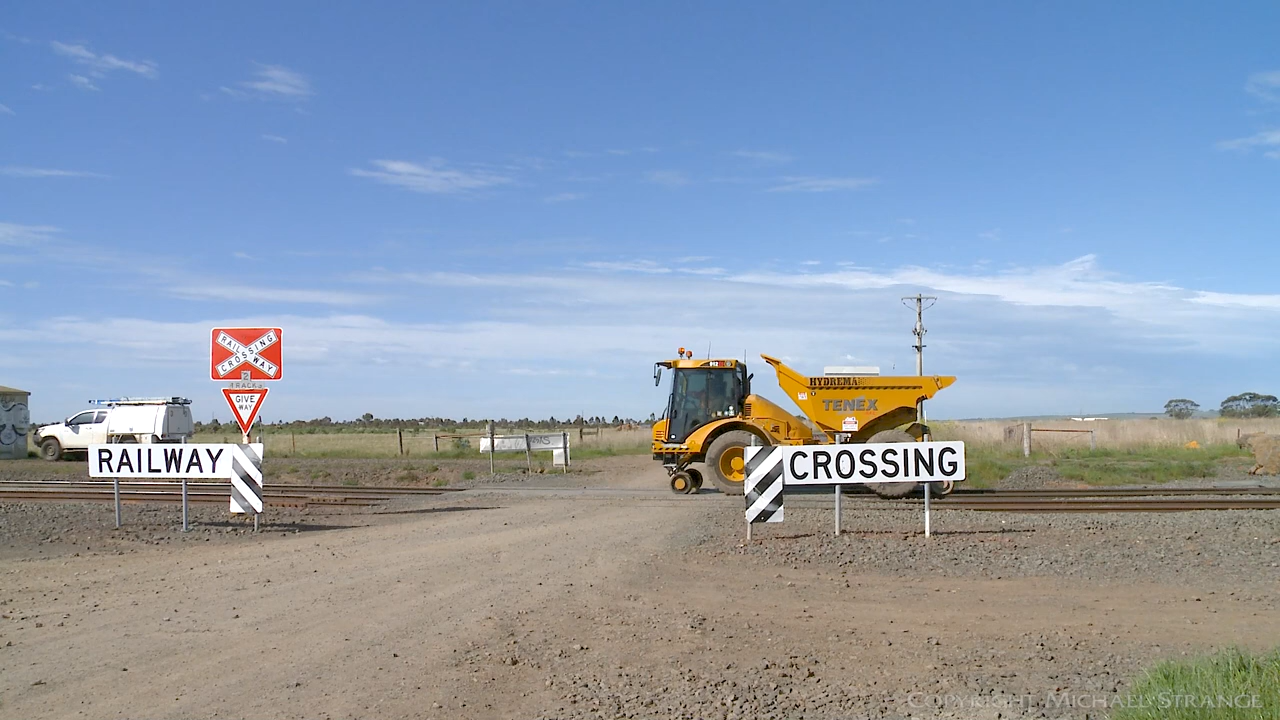 RAILWAY
CROSSING
2
TRACKS
GIVE
WAY
RAILWAY
CROSSING
HYDREMA
TENEX
COPYRIGHT MICHAEL STRANGE